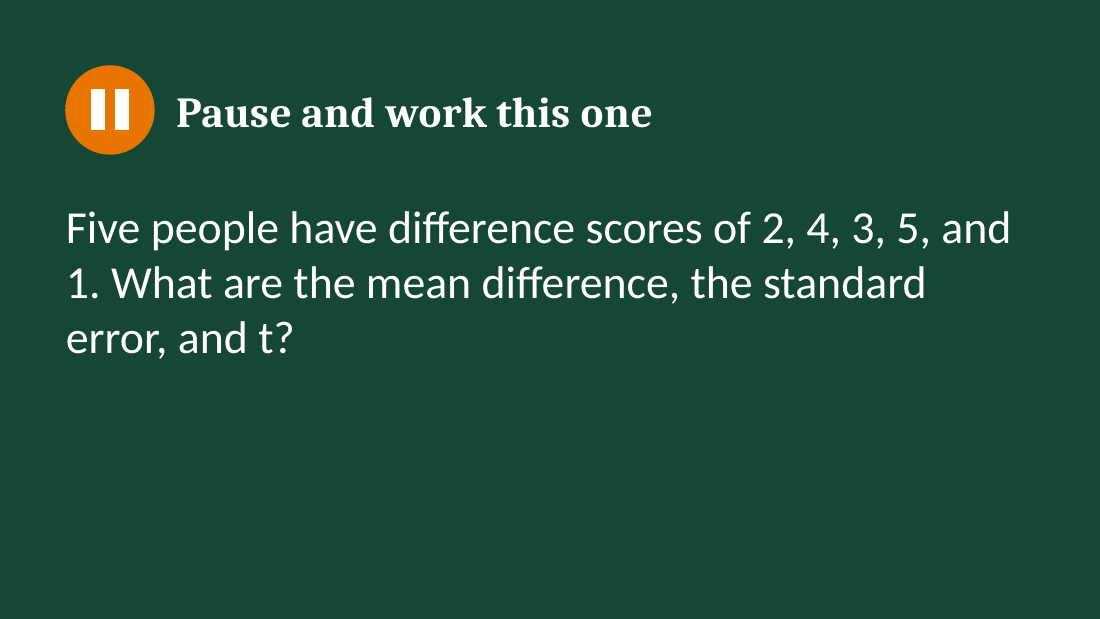 Pause and work this one
Five people have difference scores of 2, 4, 3, 5, and
1. What are the mean difference, the standard
error, and t?